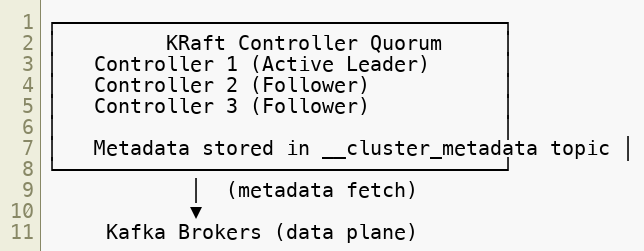 1
2 KRaft Controller Quorum
3 Controller 1 (Active Leader)
4 Controller 2 (Follower)
5 Controller 3 (Follower)
6
7 Metadata stored in __cluster_metadata topic
8
9 (metadata fetch)
10 ▼
11 Kafka Brokers (data plane)